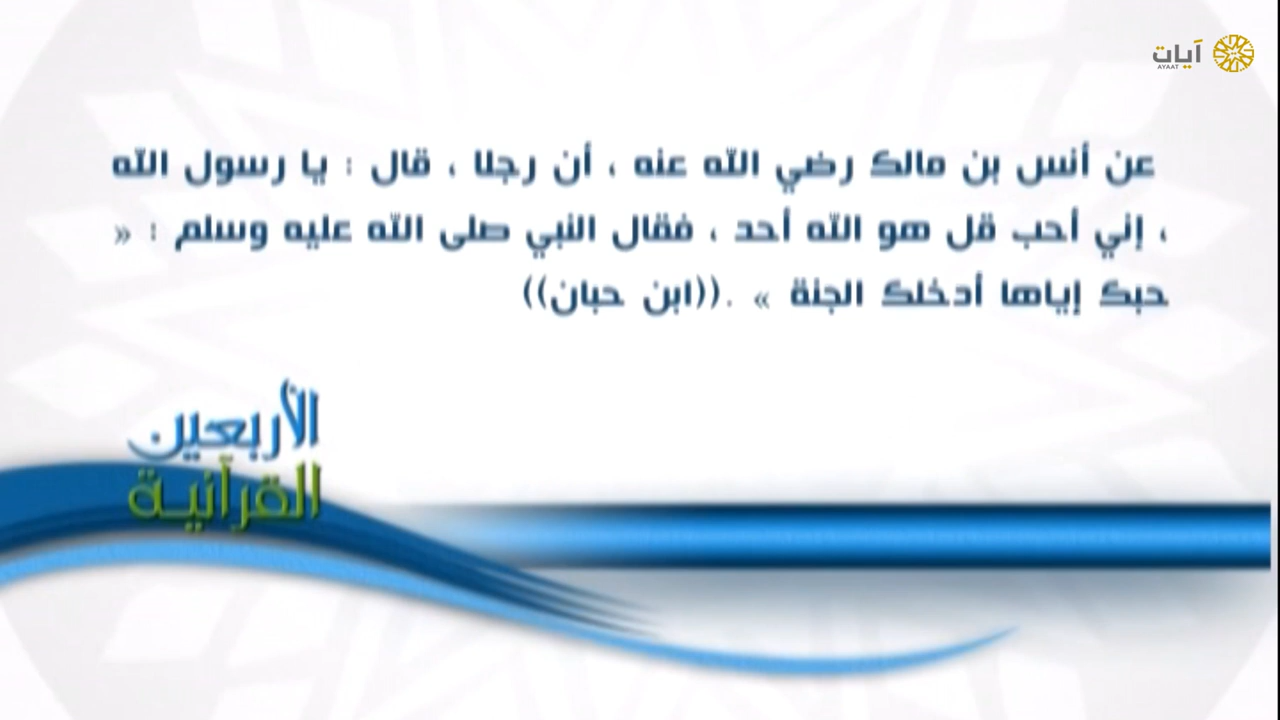 آيات
AYAAT
عن أنس بن مالك رضي الله عنه ، أن رجلا ، قال : يا رسول الله
، إني أحب قل هو الله أحد ، فقال النبي صلى الله عليه وسلم : «
حبك إياها أدخلك الجنة » .((ابن حبان))
الأربعين
القرآنية